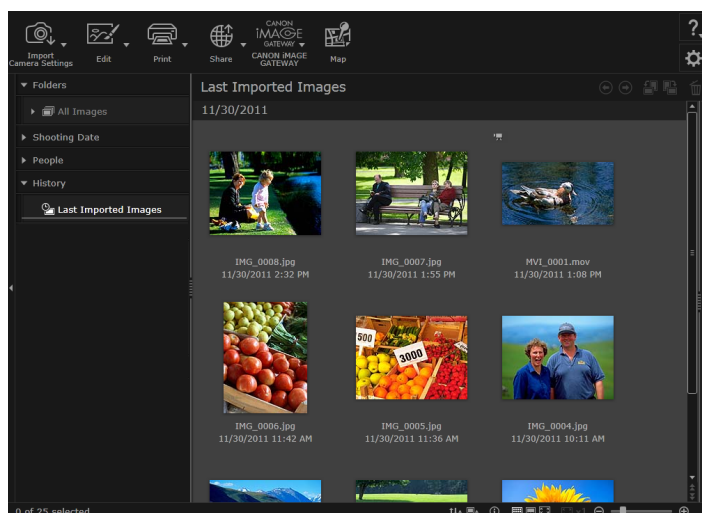 Import
Camera Settings
Edit
Print
Share
CANON
iMAGE
GATEWAY
CANON iMAGE
GATEWAY
Map
?
Folders
All Images
Shooting Date
People
History
Last Imported Images
Last Imported Images
11/30/2011
IMG_0008.jpg
11/30/2011 2:32 PM
IMG_0007.jpg
11/30/2011 1:55 PM
MVI_0001.mov
11/30/2011 1:08 PM
500
3000
IMG_0006.jpg
11/30/2011 11:42 AM
IMG_0005.jpg
11/30/2011 11:36 AM
IMG_0004.jpg
11/30/2011 10:11 AM
0 of 25 selected